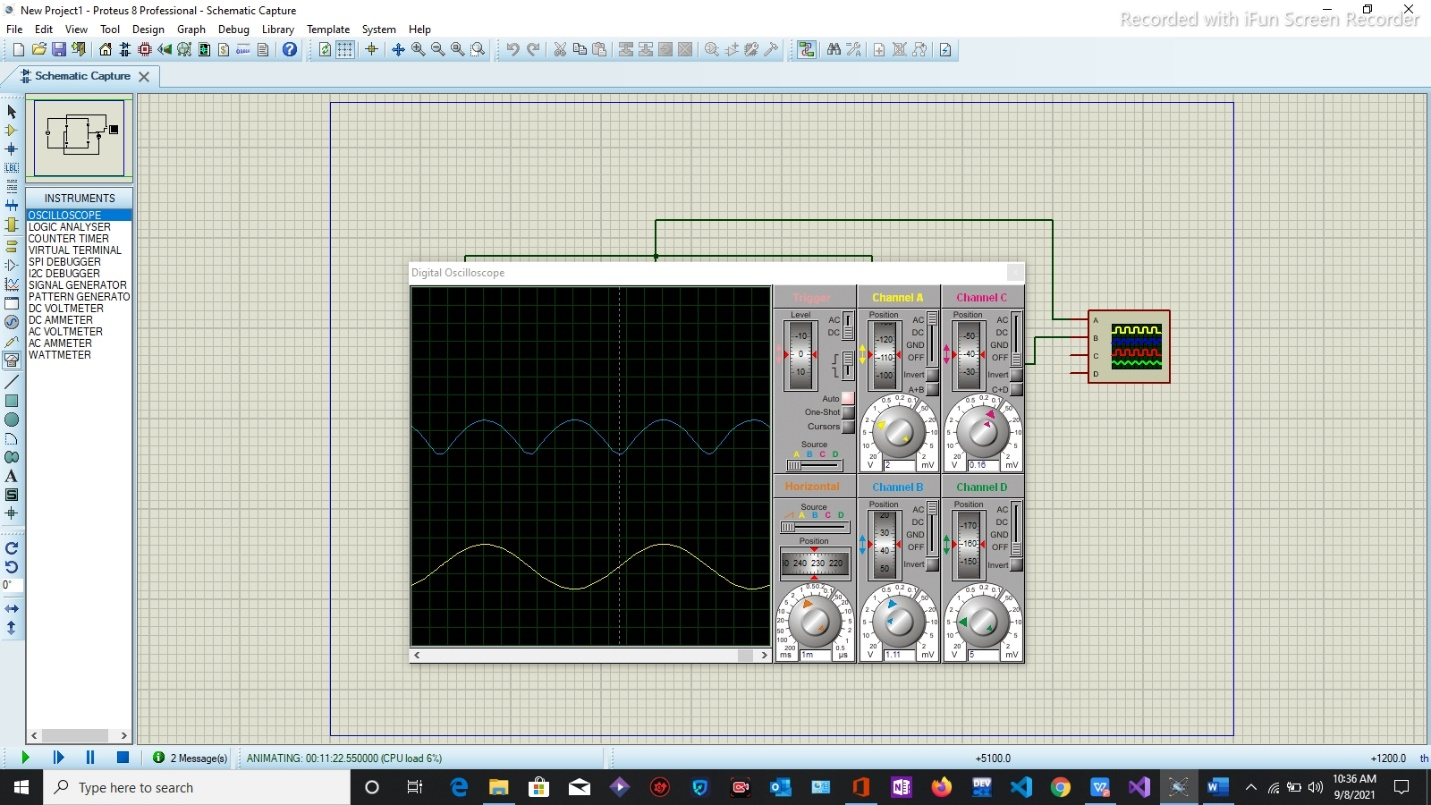 New Project1 - Proteus 8 Professional - Schematic Capture
Recorded with iFun Screen Recorder
File Edit View Tool Design Graph Debug Library Template System Help
Schematic Capture
LBL
A
S
0°
INSTRUMENTS
OSCILLOSCOPE
LOGIC ANALYSER
COUNTER TIMER
VIRTUAL TERMINAL
SPI DEBUGGER
I2C DEBUGGER
SIGNAL GENERATOR
PATTERN GENERATO
DC VOLTMETER
DC AMMETER
AC VOLTMETER
AC AMMETER
WATTMETER
Digital Oscilloscope
Trigger
Level
-10
0
10
AC
DC
Auto
One-Shot
Cursors
Source
A B C D
Channel A
Position
-120
-110
-100
AC
DC
GND
OFF
Invert
A+B
V 2 mV
Channel C
Position
-50
-40
-30
AC
DC
GND
OFF
Invert
C+D
V 0.16 mV
Horizontal
Source
A B C D
Position
0 240 230 220
ms 1m µs
Channel B
Position
20
30
40
50
AC
DC
GND
OFF
Invert
V 1.11 mV
Channel D
Position
-170
-160
-150
AC
DC
GND
OFF
Invert
V 5 mV
A
B
C
D
2 Message(s)
ANIMATING: 00:11:22.550000 (CPU load 6%)
+5100.0
+1200.0 th
Type here to search
DEV
10:36 AM
9/8/2021